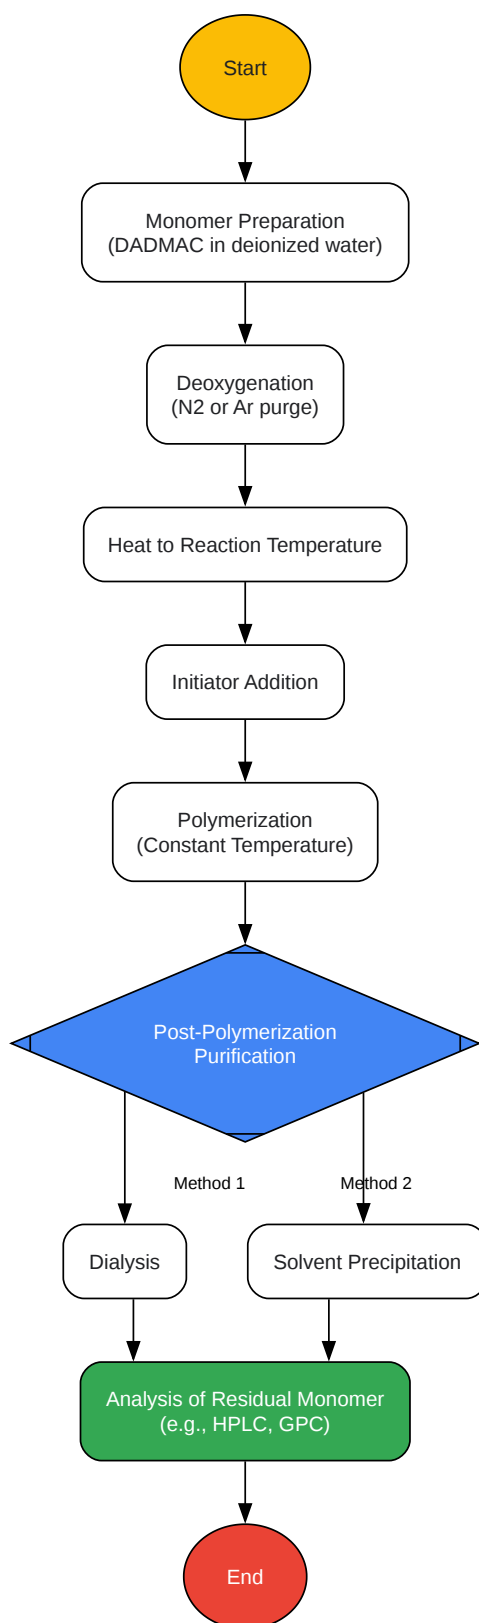 Start
Monomer Preparation
(DADMAC in deionized water)
Deoxygenation
(N2 or Ar purge)
Heat to Reaction Temperature
Initiator Addition
Polymerization
(Constant Temperature)
Post-Polymerization
Purification
Method 1
Method 2
Dialysis
Solvent Precipitation
Analysis of Residual Monomer
(e.g., HPLC, GPC)
End